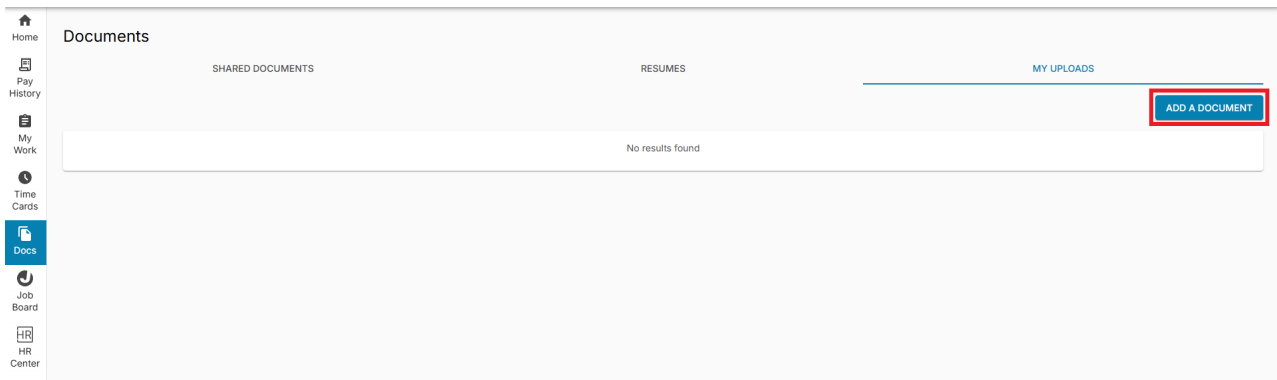 Home
Pay
History
My
Work
Time
Cards
Docs
Job
Board
HR
HR
Center
Documents
SHARED DOCUMENTS RESUMES MY UPLOADS
ADD A DOCUMENT
No results found